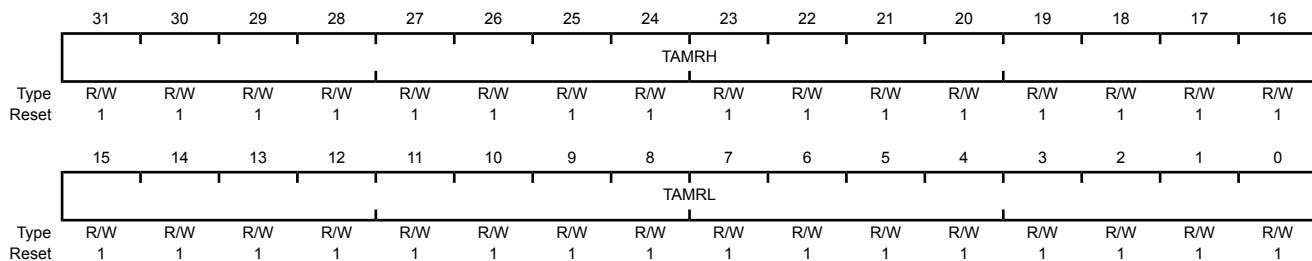 31 30 29 28 27 26 25 24 23 22 21 20 19 18 17 16
TAMRH
Type R/W R/W R/W R/W R/W R/W R/W R/W R/W R/W R/W R/W R/W R/W R/W R/W
Reset 1 1 1 1 1 1 1 1 1 1 1 1 1 1 1 1
15 14 13 12 11 10 9 8 7 6 5 4 3 2 1 0
TAMRL
Type R/W R/W R/W R/W R/W R/W R/W R/W R/W R/W R/W R/W R/W R/W R/W R/W
Reset 1 1 1 1 1 1 1 1 1 1 1 1 1 1 1 1